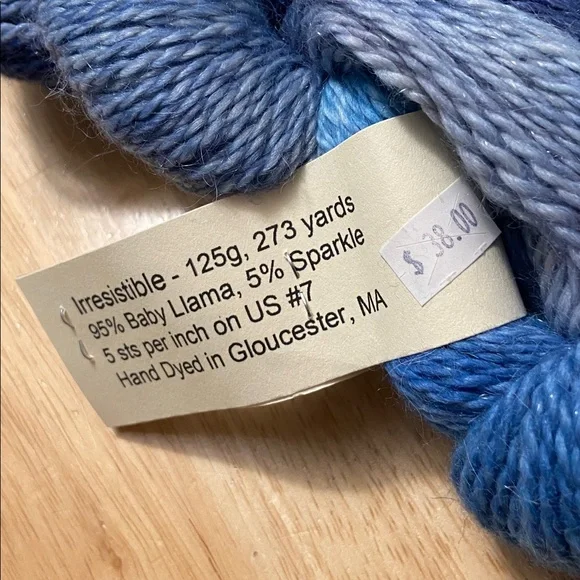 Irresistible - 125g, 273 yards
95% Baby Llama, 5% Sparkle
5 sts per inch on US #7
Hand Dyed in Gloucester, MA
$ 38.00